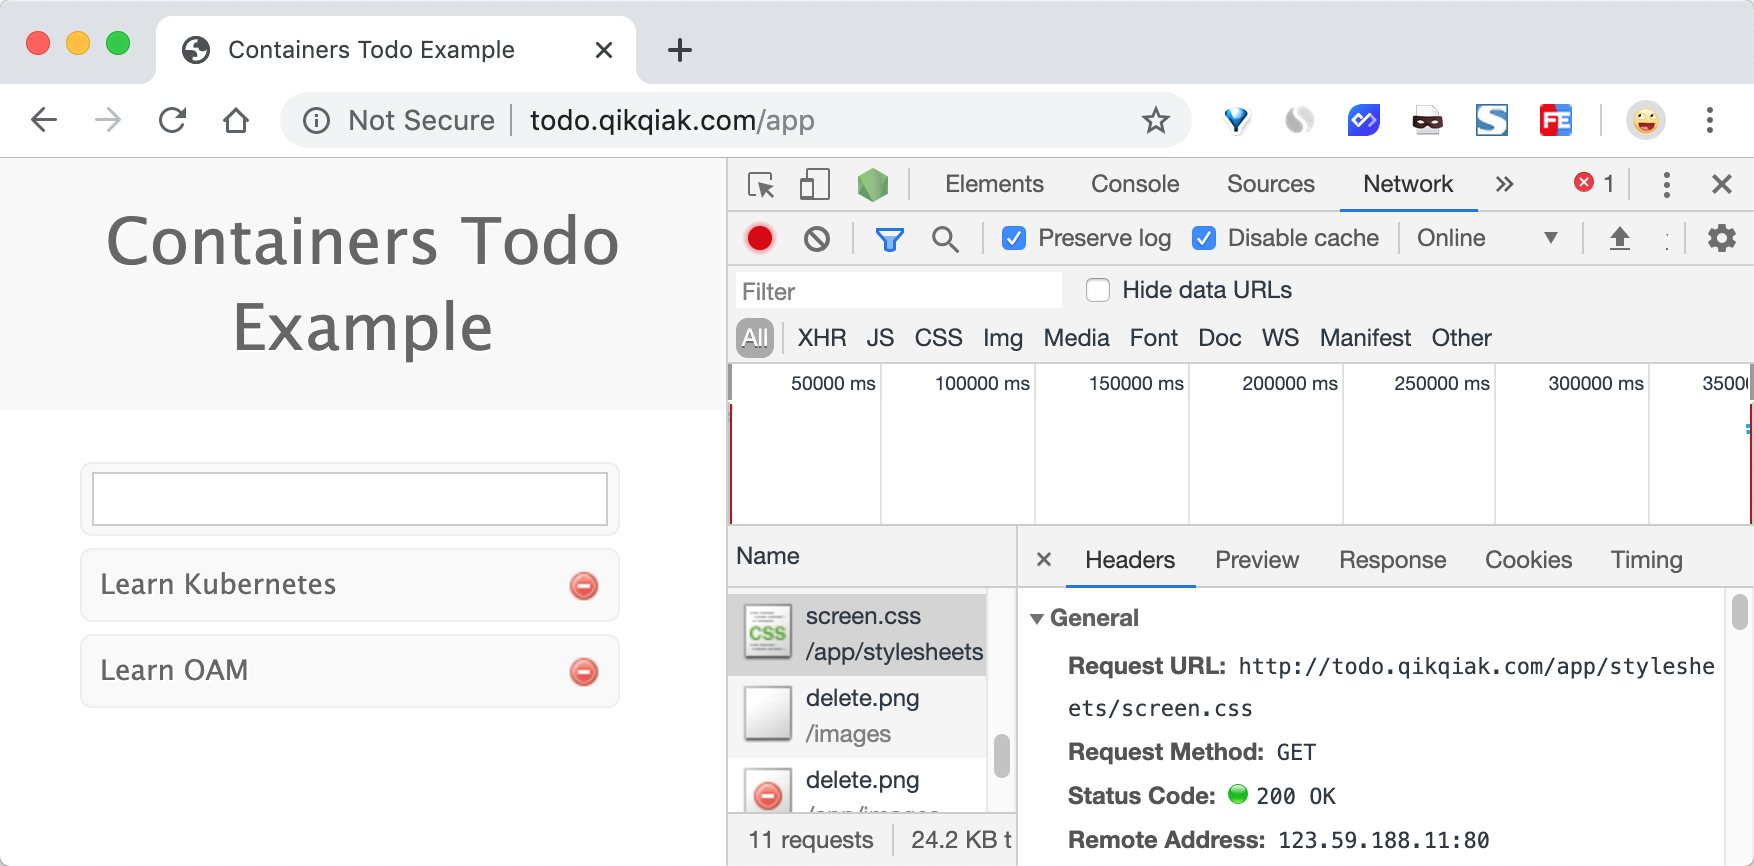 Containers Todo Example
Not Secure
todo.qikqiak.com/app
Containers Todo
Example
Learn Kubernetes
Learn OAM
Elements Console Sources Network » 1
Preserve log Disable cache Online
Filter Hide data URLs
All XHR JS CSS Img Media Font Doc WS Manifest Other
50000 ms 100000 ms 150000 ms 200000 ms 250000 ms 300000 ms
Name
CSS
screen.css
/app/stylesheets
delete.png
/images
delete.png
/app/images
11 requests 24.2 KB t
Headers Preview Response Cookies Timing
General
Request URL: http://todo.qikqiak.com/app/styleshe
ets/screen.css
Request Method: GET
Status Code: 200 OK
Remote Address: 123.59.188.11:80